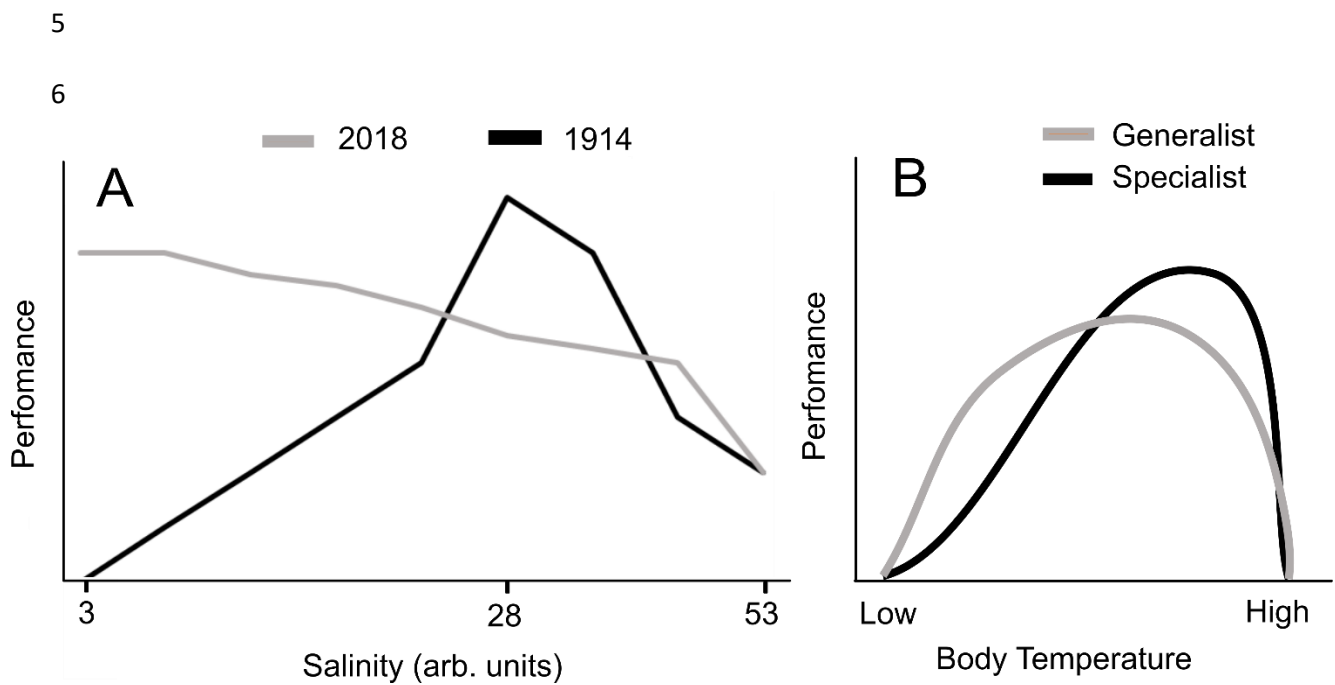 5
6
2018 1914
A
Perfomance
3 28 53
Salinity (arb. units)
Generalist
Specialist
B
Perfomance
Low High
Body Temperature